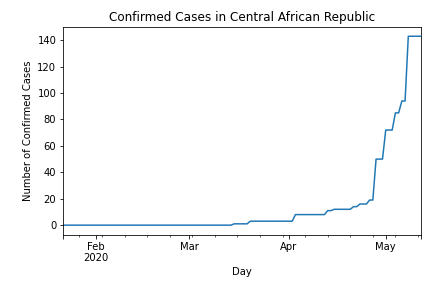 Confirmed Cases in Central African Republic
Number of Confirmed Cases
140
120
100
80
60
40
20
0
Feb
2020
Mar
Apr
May
Day